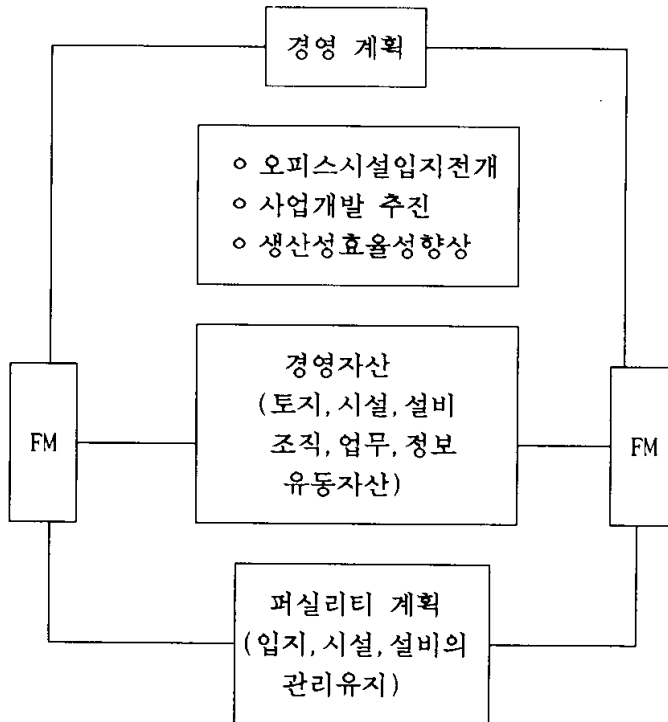 경영 계획
○ 오피스시설입지전개
○ 사업개발 추진
○ 생산성효율성향상
경영자산
(토지, 시설, 설비
FM
조직, 업무, 정보
FM
유동자산)
퍼실리티 계획
(입지, 시설, 설비의
관리유지)